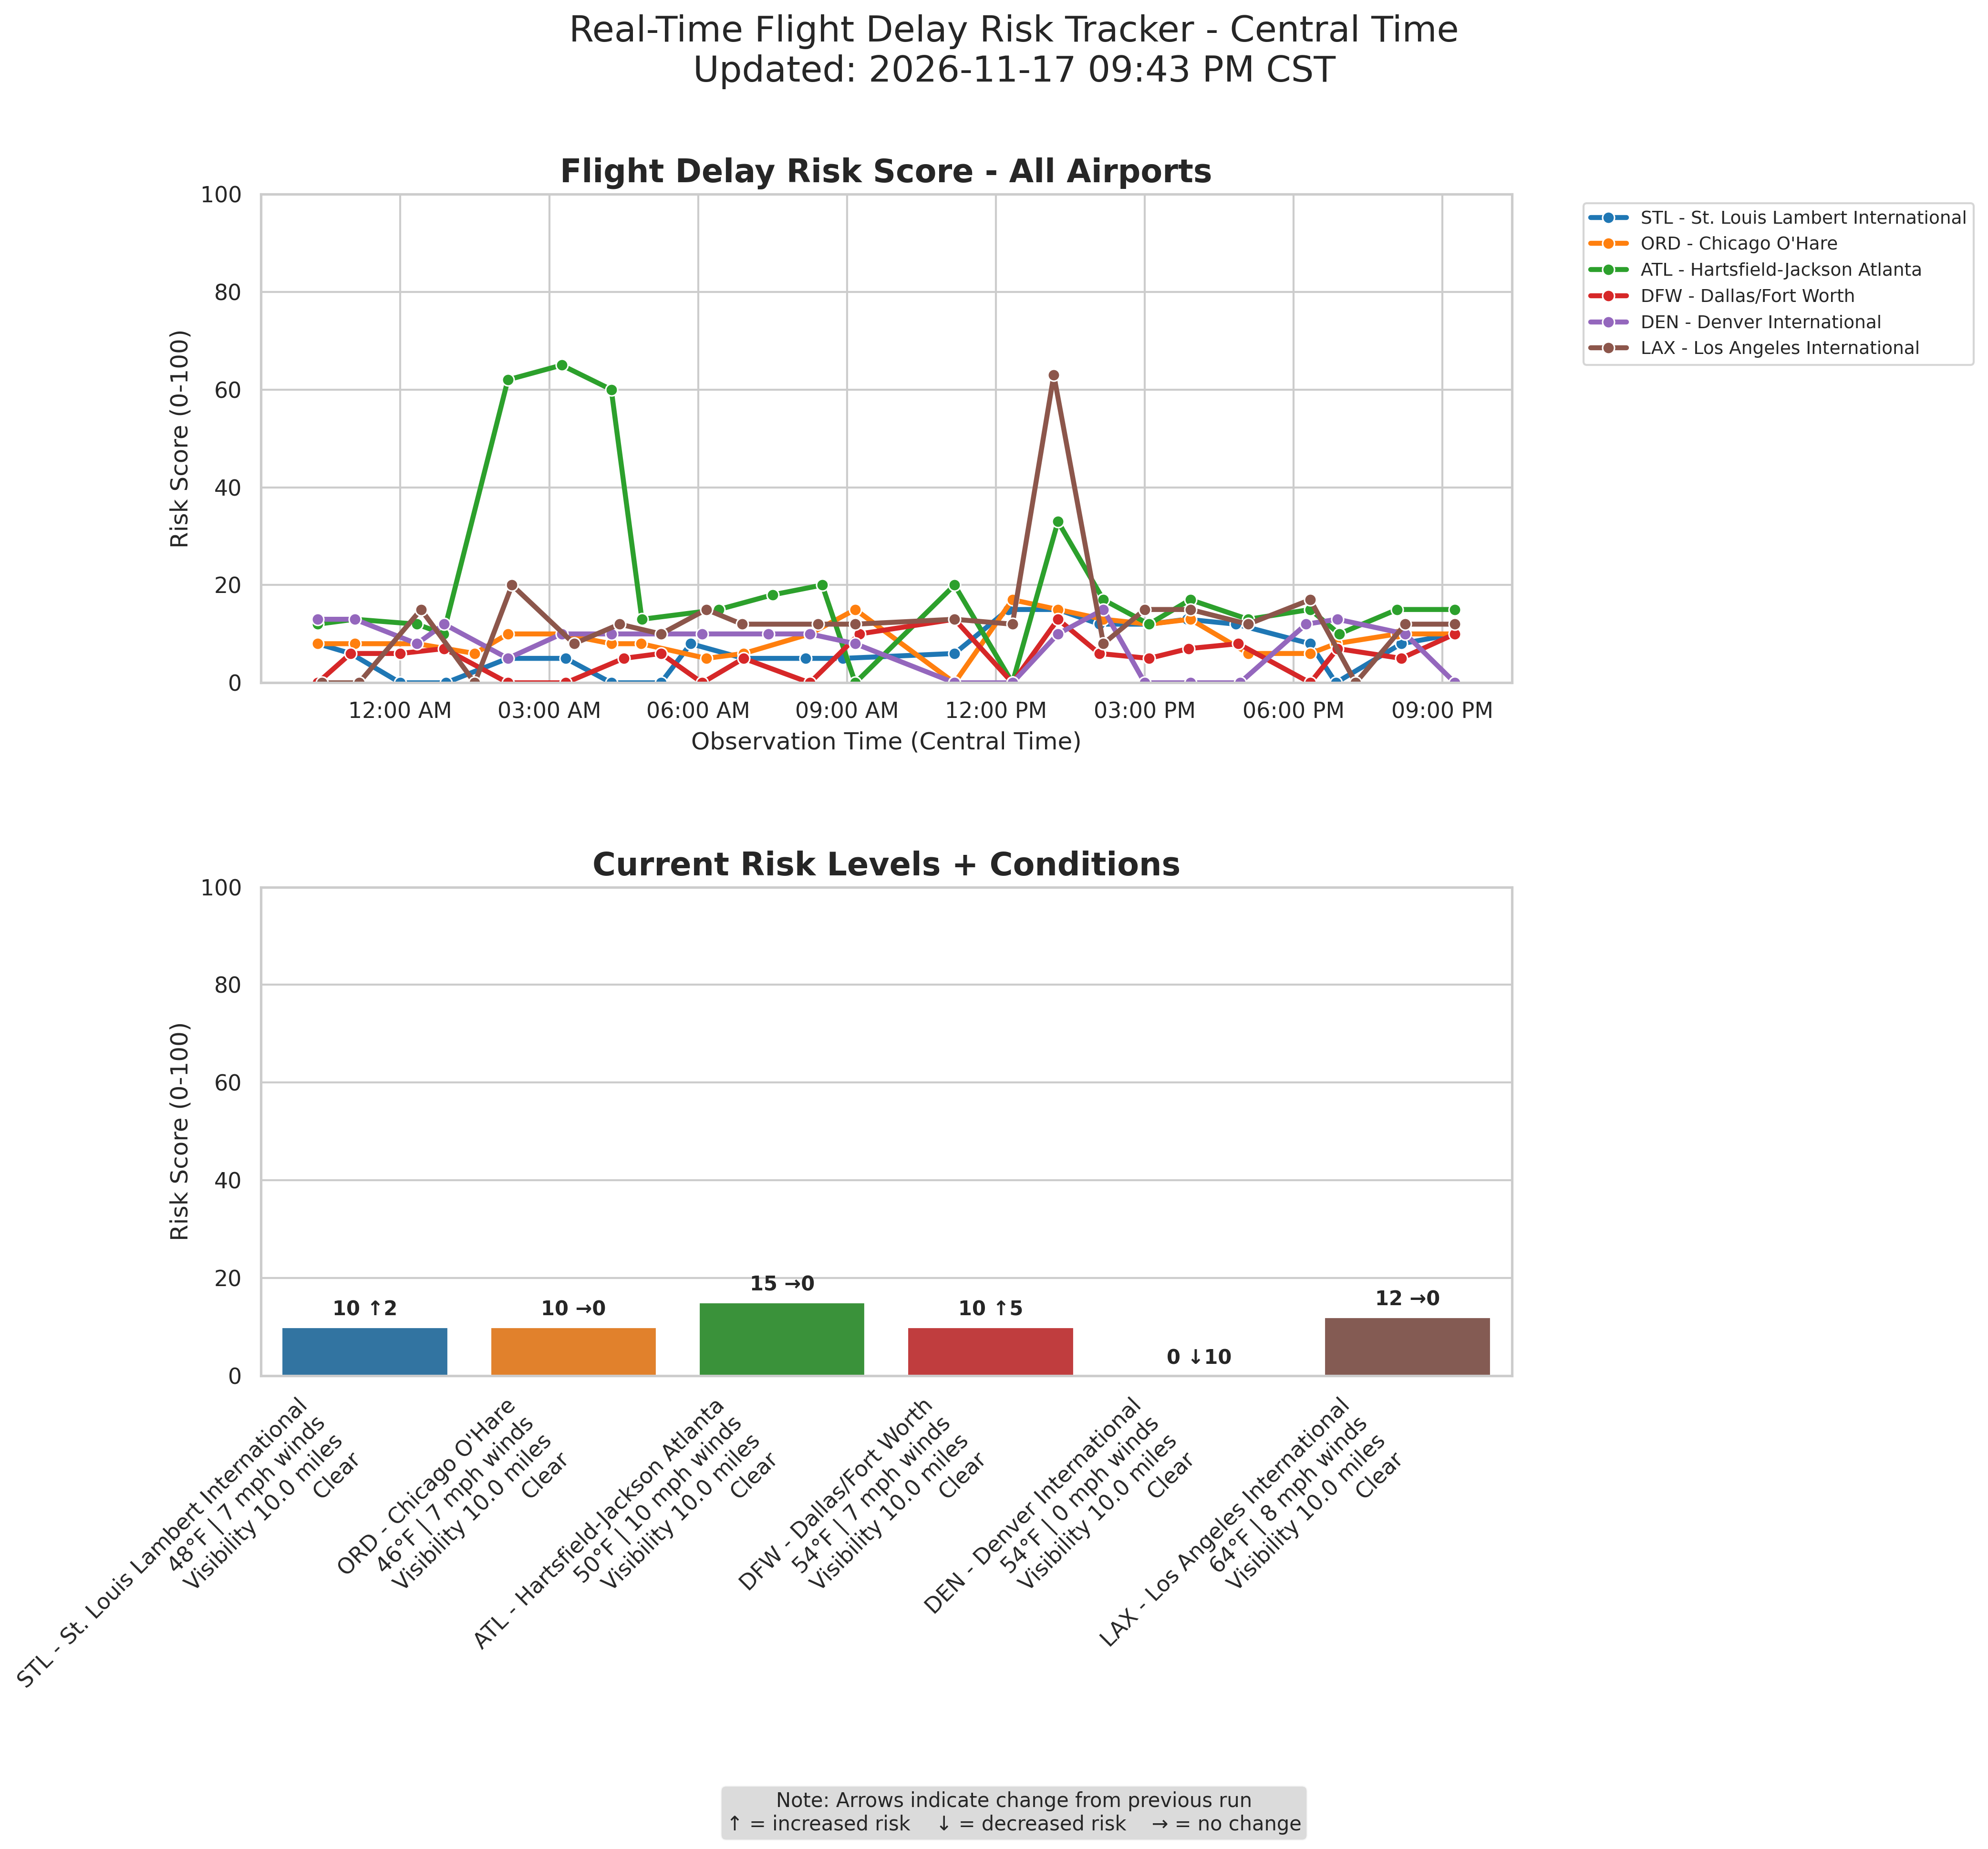 Real-Time Flight Delay Risk Tracker - Central Time
Updated: 2026-11-17 09:43 PM CST
Flight Delay Risk Score - All Airports
100
80
60
40
20
0
Risk Score (0-100)
12:00 AM
03:00 AM
06:00 AM
09:00 AM
12:00 PM
03:00 PM
06:00 PM
09:00 PM
Observation Time (Central Time)
STL - St. Louis Lambert International
ORD - Chicago O'Hare
ATL - Hartsfield-Jackson Atlanta
DFW - Dallas/Fort Worth
DEN - Denver International
LAX - Los Angeles International
Current Risk Levels + Conditions
100
80
60
40
20
0
Risk Score (0-100)
10 ↑2
10 →0
15 →0
10 ↑5
0 ↓10
12 →0
STL - St. Louis Lambert International
48°F | 7 mph winds
Visibility 10.0 miles
Clear
ORD - Chicago O'Hare
46°F | 7 mph winds
Visibility 10.0 miles
Clear
ATL - Hartsfield-Jackson Atlanta
50°F | 10 mph winds
Visibility 10.0 miles
Clear
DFW - Dallas/Fort Worth
54°F | 7 mph winds
Visibility 10.0 miles
Clear
DEN - Denver International
54°F | 0 mph winds
Visibility 10.0 miles
Clear
LAX - Los Angeles International
64°F | 8 mph winds
Visibility 10.0 miles
Clear
Note: Arrows indicate change from previous run
↑ = increased risk ↓ = decreased risk → = no change